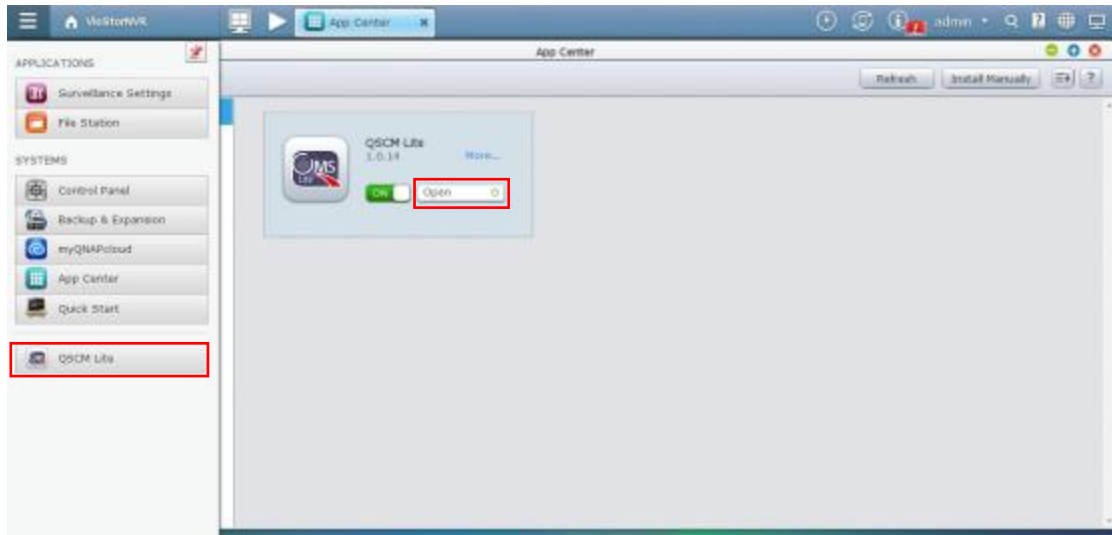 VioStorNVR
App Center
admin
App Center
Refresh
Install Manually
?
APPLICATIONS
Surveillance Settings
File Station
SYSTEMS
Control Panel
Backup & Expansion
myQNAPcloud
App Center
Quick Start
QSCM Lite
QSCM Lite
1.0.14
More...
QMS
Lite
ON
Open